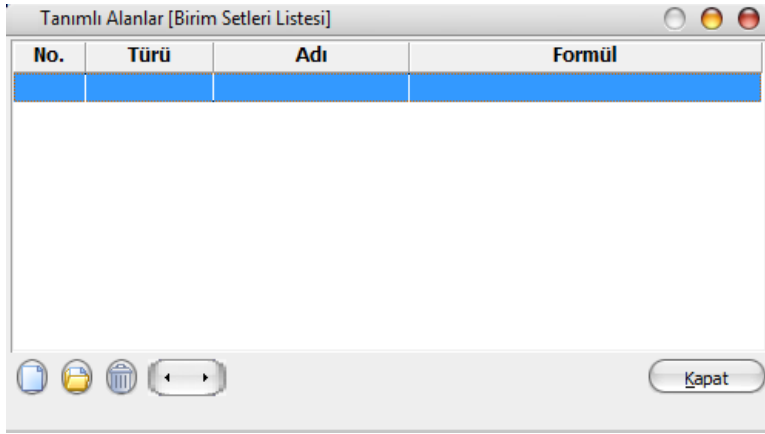 Tanımlı Alanlar [Birim Setleri Listesi]
No. Türü Adı Formül
Kapat